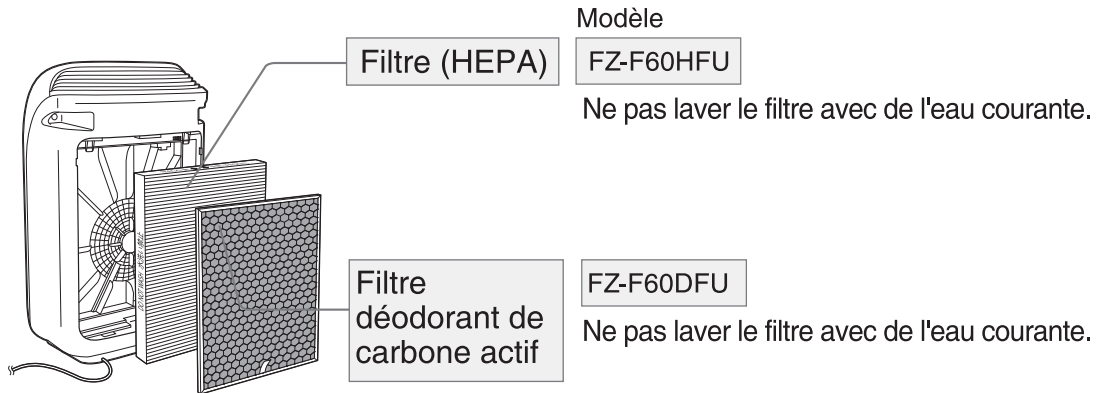 Modèle
Filtre (HEPA)
FZ-F60HFU
Ne pas laver le filtre avec de l'eau courante.
Filtre
déodorant de
carbone actif
FZ-F60DFU
Ne pas laver le filtre avec de l'eau courante.